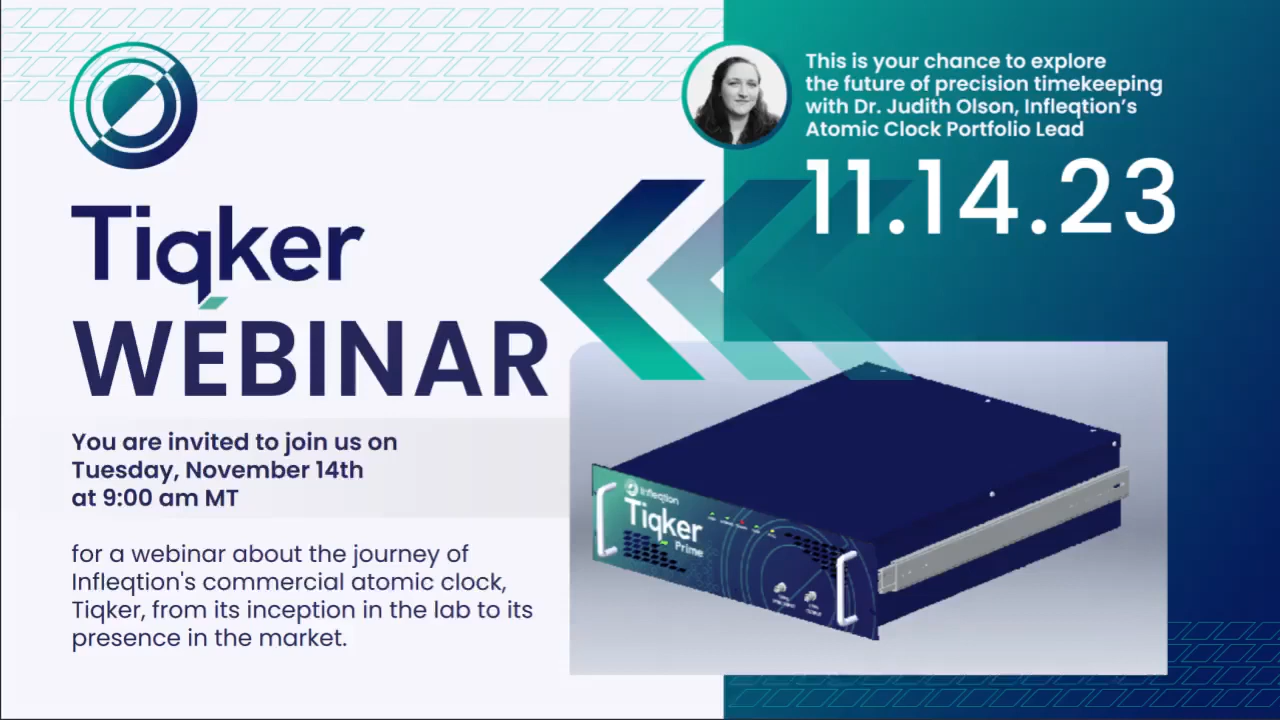 This is your chance to explore
the future of precision timekeeping
with Dr. Judith Olson, Infleqtion’s
Atomic Clock Portfolio Lead
11.14.23
Tiqker
WEBINAR
You are invited to join us on
Tuesday, November 14th
at 9:00 am MT
for a webinar about the journey of
Infleqtion's commercial atomic clock,
Tiqker, from its inception in the lab to its
presence in the market.
Infleqtion
Tiqker
Prime